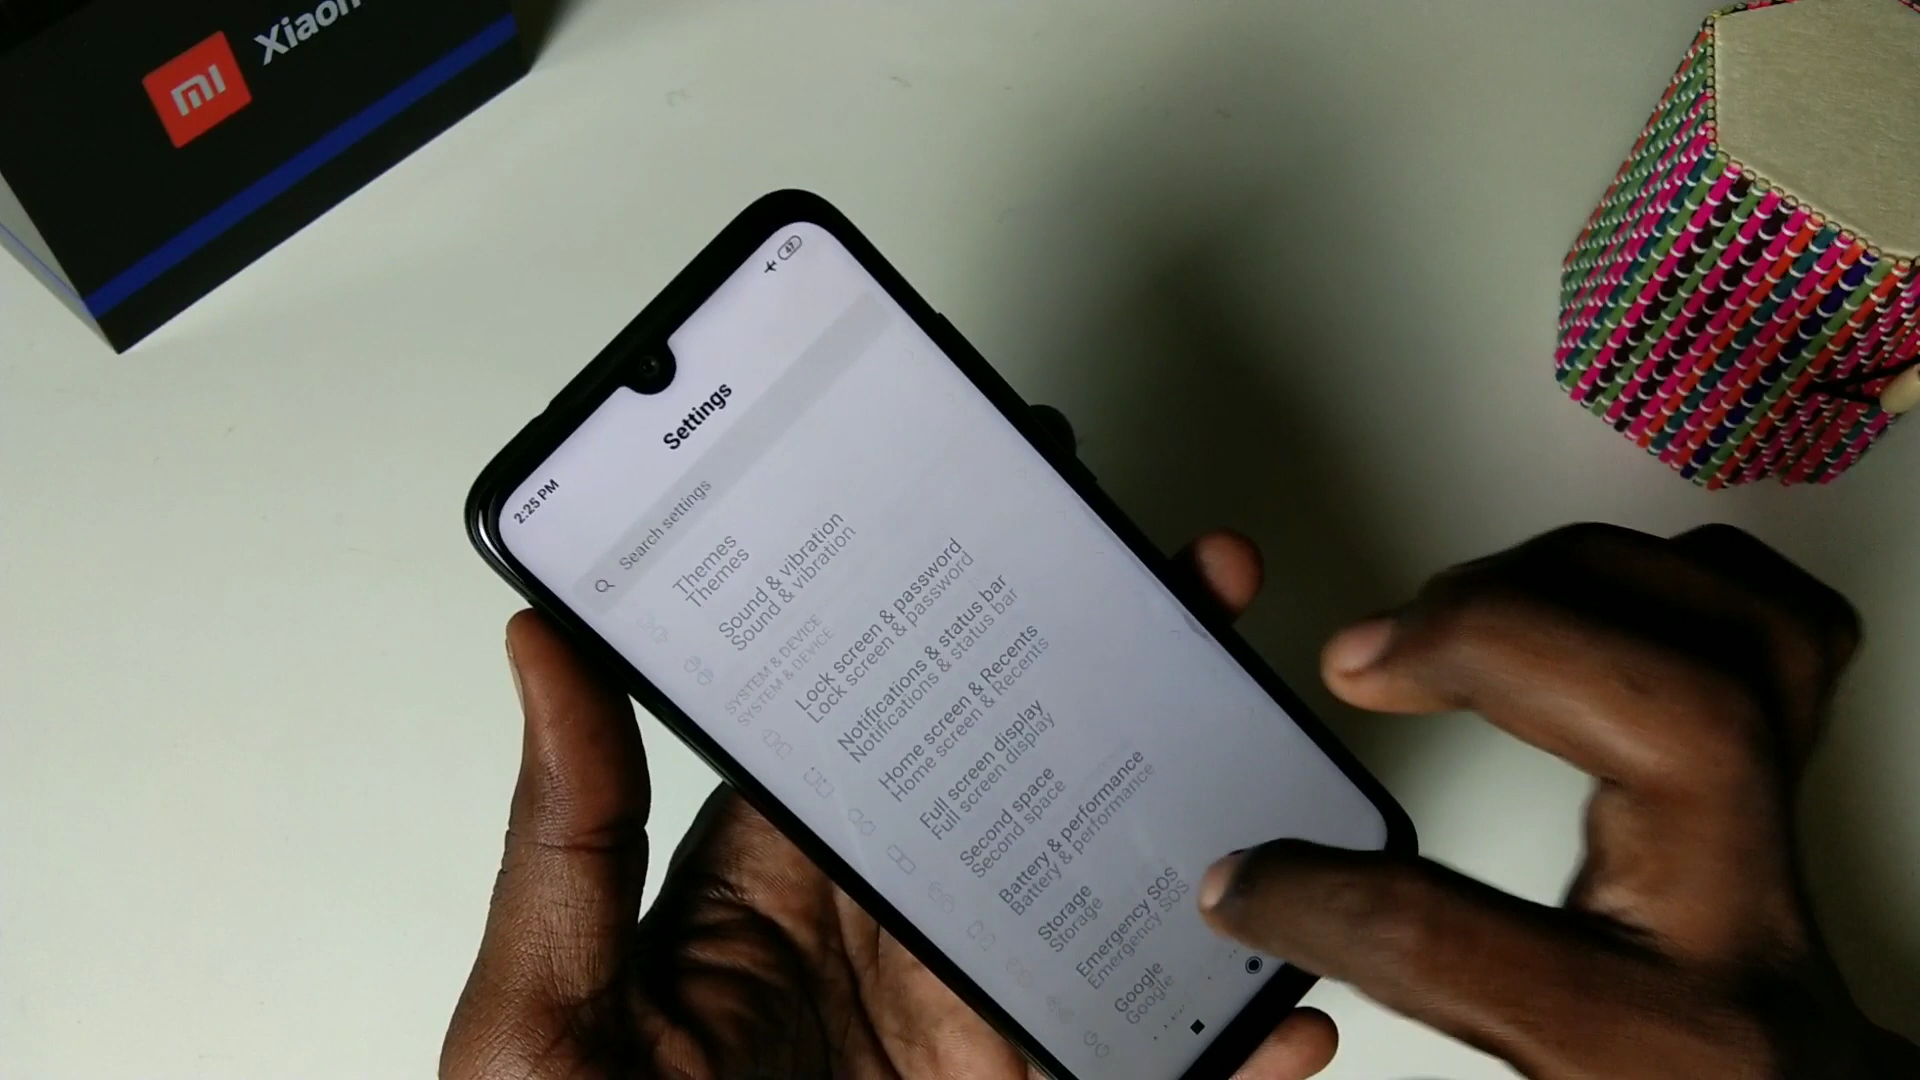 mi
Xiaom
2:25 PM
47
Settings
Search settings
Themes
Themes
Sound & vibration
Sound & vibration
SYSTEM & DEVICE
SYSTEM & DEVICE
Lock screen & password
Lock screen & password
Notifications & status bar
Notifications & status bar
Home screen & Recents
Home screen & Recents
Full screen display
Full screen display
Second space
Second space
Battery & performance
Battery & performance
Storage
Storage
Emergency SOS
Emergency SOS
Google
Google